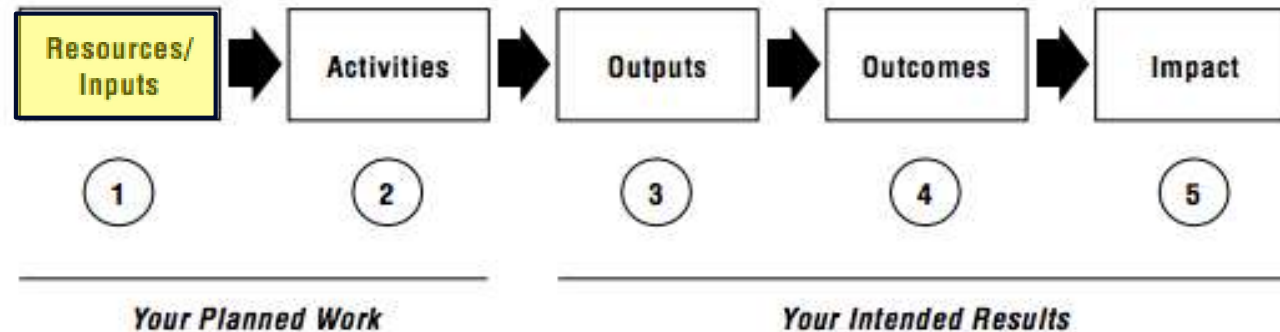 Resources/
Inputs
Activities
Outputs
Outcomes
Impact
1
2
3
4
5
Your Planned Work
Your Intended Results